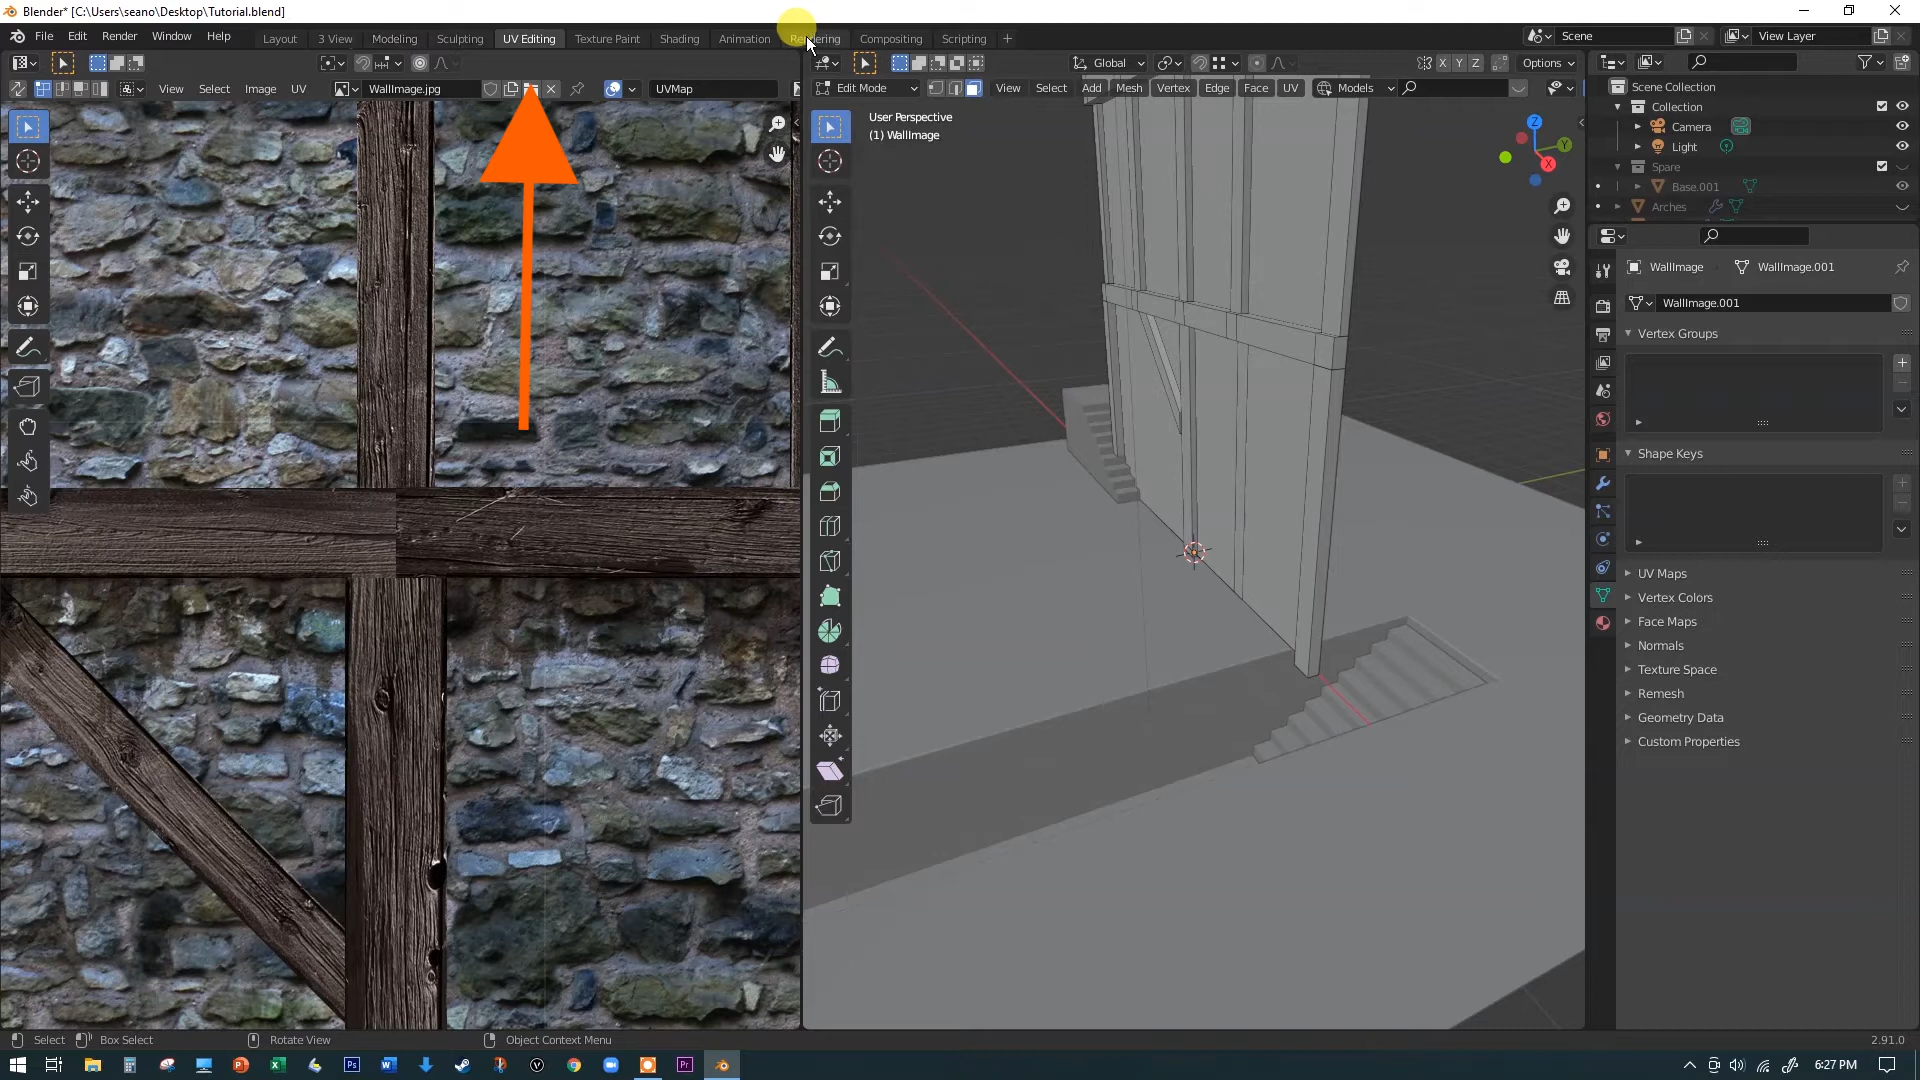 Blender* [C:\Users\seano\Desktop\Tutorial.blend]
File Edit Render Window Help
Layout 3 View Modeling Sculpting UV Editing Texture Paint Shading Animation Rendering Compositing Scripting +
Scene View Layer
Global X Y Z Options
View Select Image UV WallImage.jpg UVMap
Edit Mode View Select Add Mesh Vertex Edge Face UV Models
User Perspective
(1) WallImage
Z
Y
X
Scene Collection
Collection
Camera
Light
Spare
Base.001
Arches
WallImage WallImage.001
WallImage.001
Vertex Groups
Shape Keys
UV Maps
Vertex Colors
Face Maps
Normals
Texture Space
Remesh
Geometry Data
Custom Properties
Select Box Select Rotate View Object Context Menu 2.91.0
6:27 PM